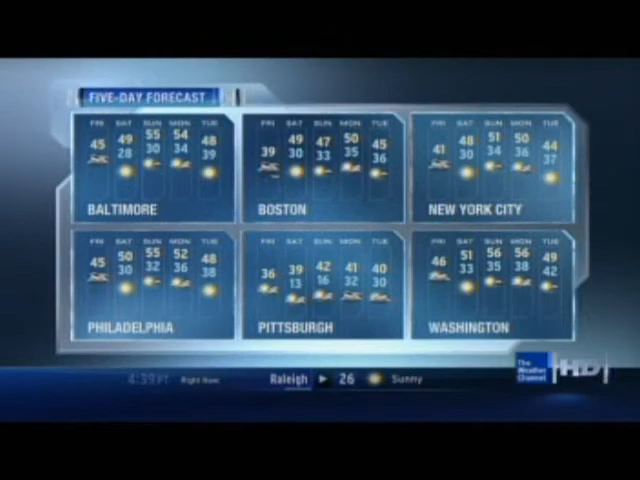 FIVE-DAY FORECAST
FRI SAT SUN MON TUE
45 49 55 54 48
28 30 34 39
BALTIMORE
FRI SAT SUN MON TUE
39 49 47 50 45
30 33 35 36
BOSTON
FRI SAT SUN MON TUE
41 48 51 50 44
30 34 36 37
NEW YORK CITY
FRI SAT SUN MON TUE
45 50 55 52 48
30 32 36 38
PHILADELPHIA
FRI SAT SUN MON TUE
36 39 42 41 40
13 16 32 30
PITTSBURGH
FRI SAT SUN MON TUE
46 51 56 56 49
33 35 38 42
WASHINGTON
The
Weather
Channel
HD
4:39 PT Right Now: Raleigh 26 Sunny